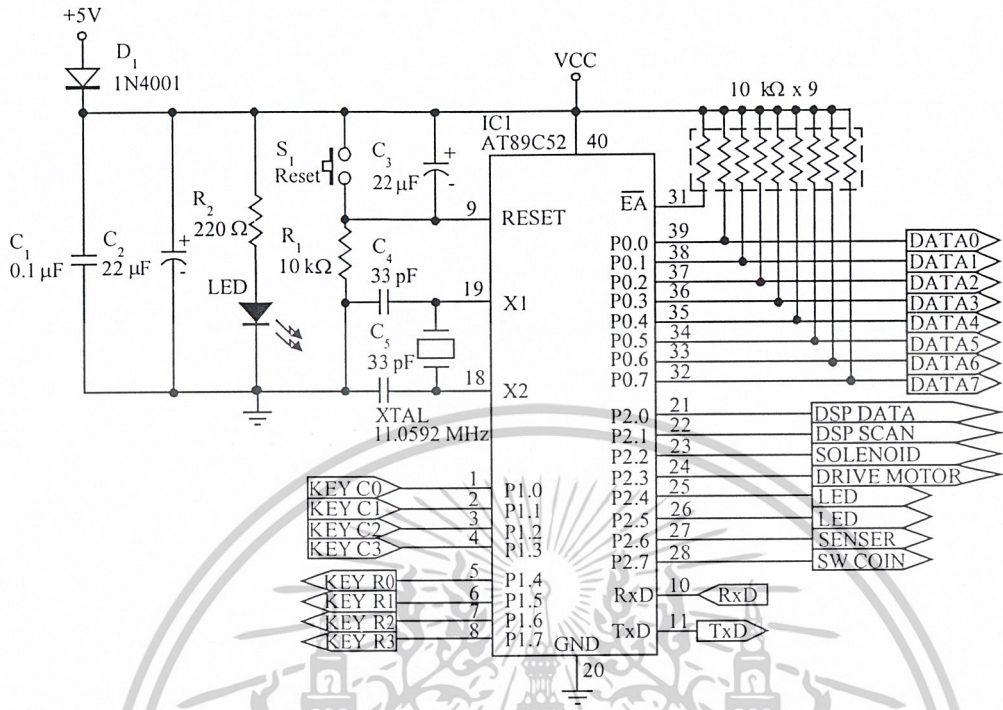 +5V
D1
1N4001
VCC
10 kΩ x 9
IC1
AT89C52
40
S1
Reset
C3
22 µF
+
-
EA
31
9
RESET
R2
220 Ω
R1
10 kΩ
C1
0.1 µF
C2
22 µF
+
-
C4
33 pF
LED
19
X1
C5
33 pF
18
X2
XTAL
11.0592 MHz
P0.0
39
DATA0
P0.1
38
DATA1
P0.2
37
DATA2
P0.3
36
DATA3
P0.4
35
DATA4
P0.5
34
DATA5
P0.6
33
DATA6
P0.7
32
DATA7
P2.0
21
DSP DATA
P2.1
22
DSP SCAN
P2.2
23
SOLENOID
P2.3
24
DRIVE MOTOR
P2.4
25
LED
P2.5
26
LED
P2.6
27
SENSER
P2.7
28
SW COIN
KEY C0
1
P1.0
KEY C1
2
P1.1
KEY C2
3
P1.2
KEY C3
4
P1.3
KEY R0
5
P1.4
KEY R1
6
P1.5
KEY R2
7
P1.6
KEY R3
8
P1.7
RxD
10
RxD
TxD
11
TxD
GND
20